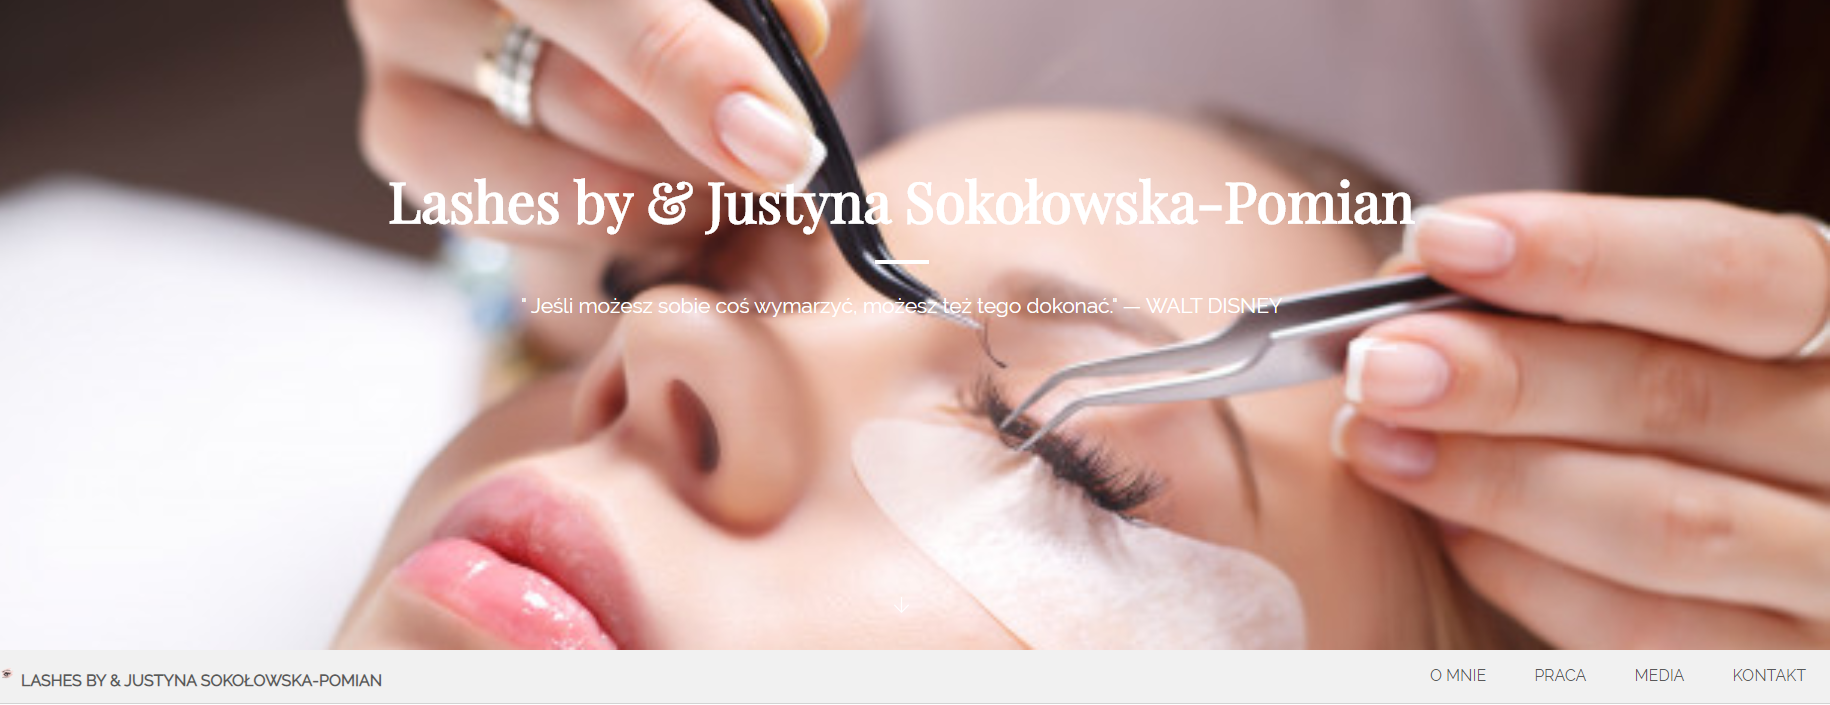 Lashes by & Justyna Sokołowska-Pomian
" Jeśli możesz sobie coś wymarzyć, możesz też tego dokonać." — WALT DISNEY
LASHES BY & JUSTYNA SOKOŁOWSKA-POMIAN O MNIE PRACA MEDIA KONTAKT